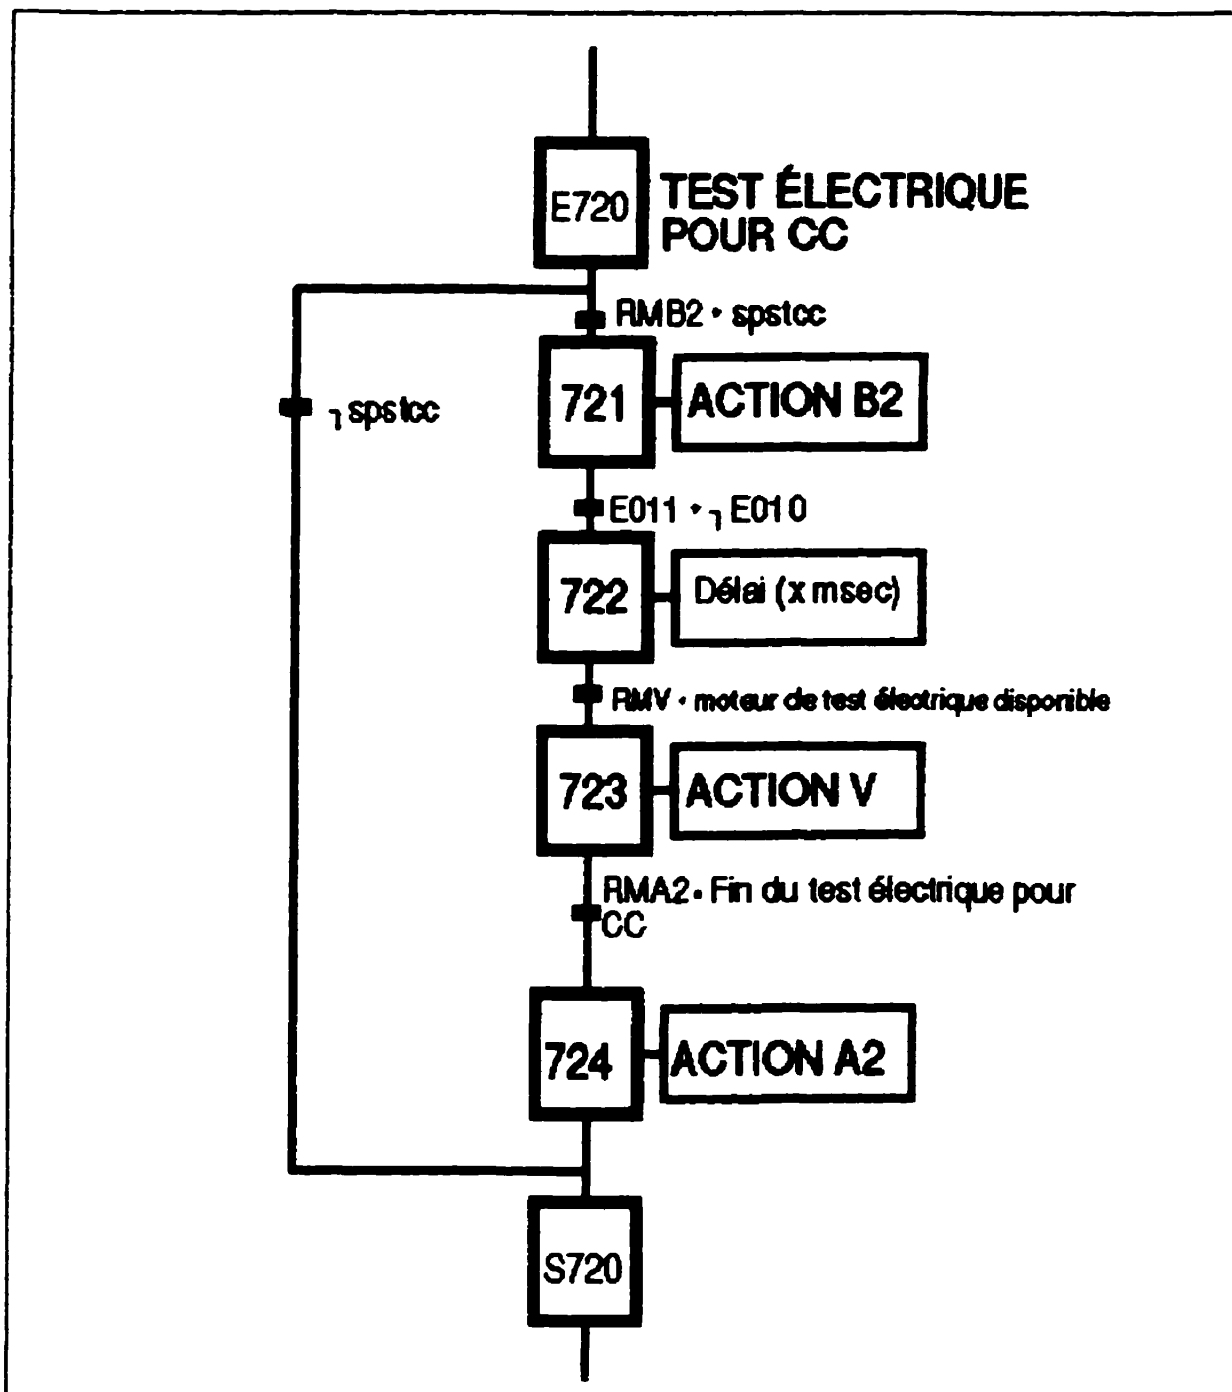 E720
TEST ÉLECTRIQUE
POUR CC
RMB2 · spstcc
721
ACTION B2
┐spstcc
E011 · ┐E010
722
Délai (x msec)
RMV · moteur de test électrique disponible
723
ACTION V
RMA2 · Fin du test électrique pour
CC
724
ACTION A2
S720